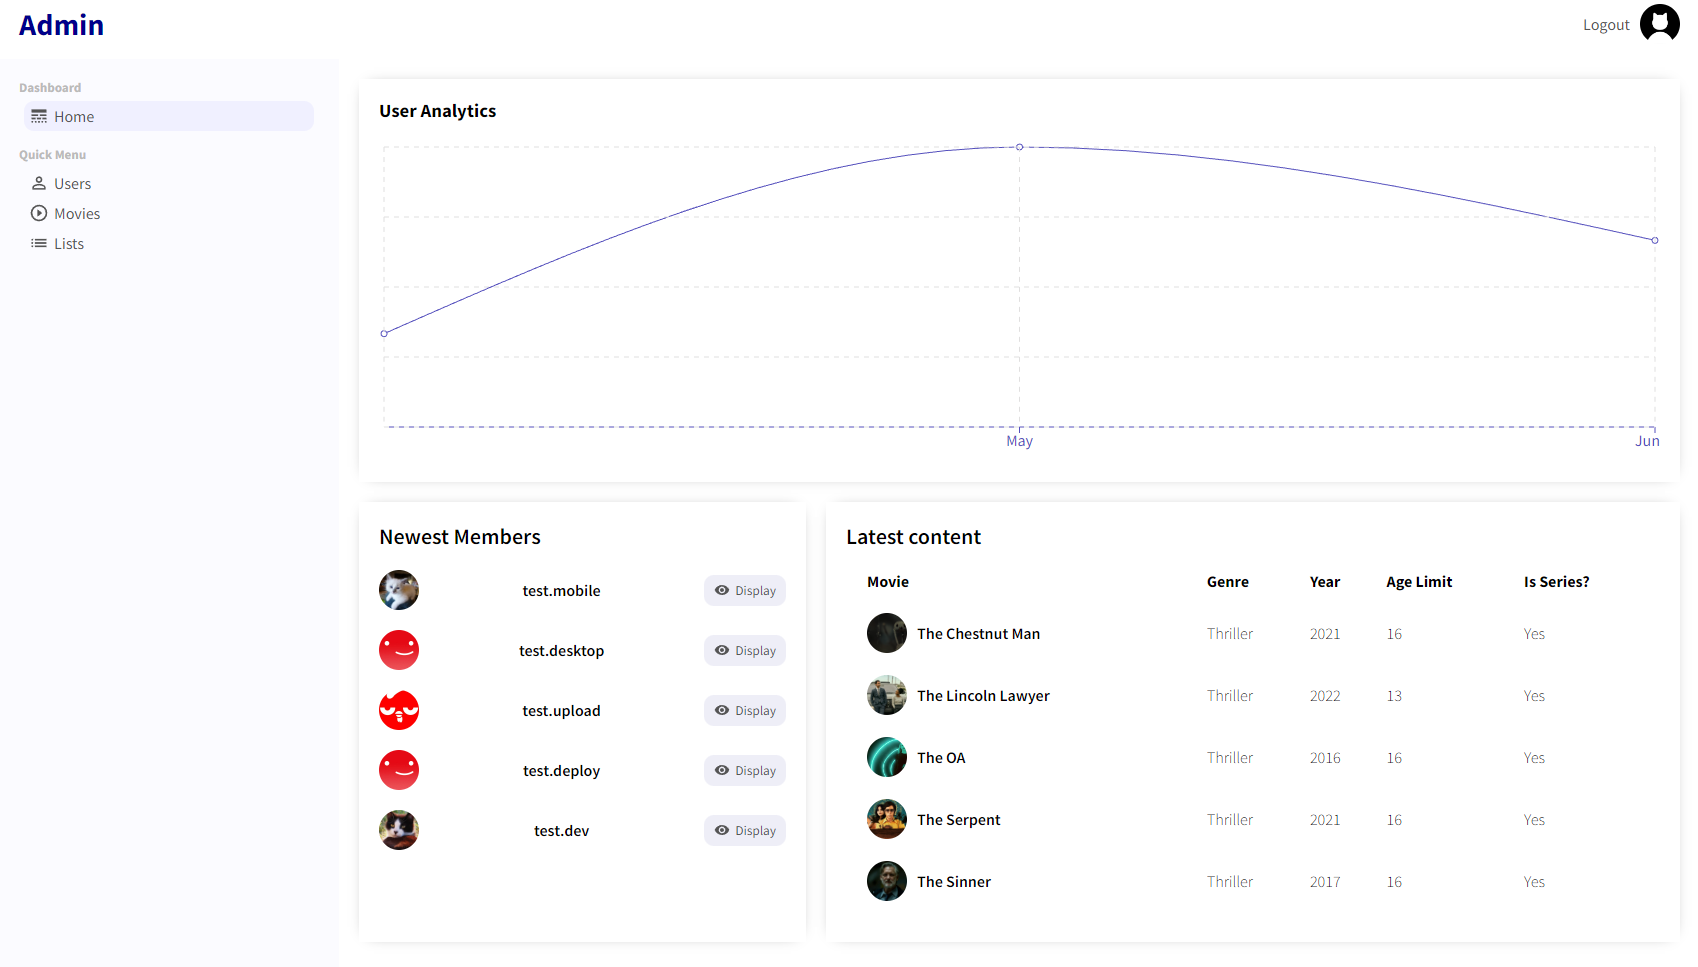 Admin
Logout
Dashboard
Home
Quick Menu
Users
Movies
Lists
User Analytics
May
Jun
Newest Members
test.mobile Display
test.desktop Display
test.upload Display
test.deploy Display
test.dev Display
Latest content
Movie Genre Year Age Limit Is Series?
The Chestnut Man Thriller 2021 16 Yes
The Lincoln Lawyer Thriller 2022 13 Yes
The OA Thriller 2016 16 Yes
The Serpent Thriller 2021 16 Yes
The Sinner Thriller 2017 16 Yes